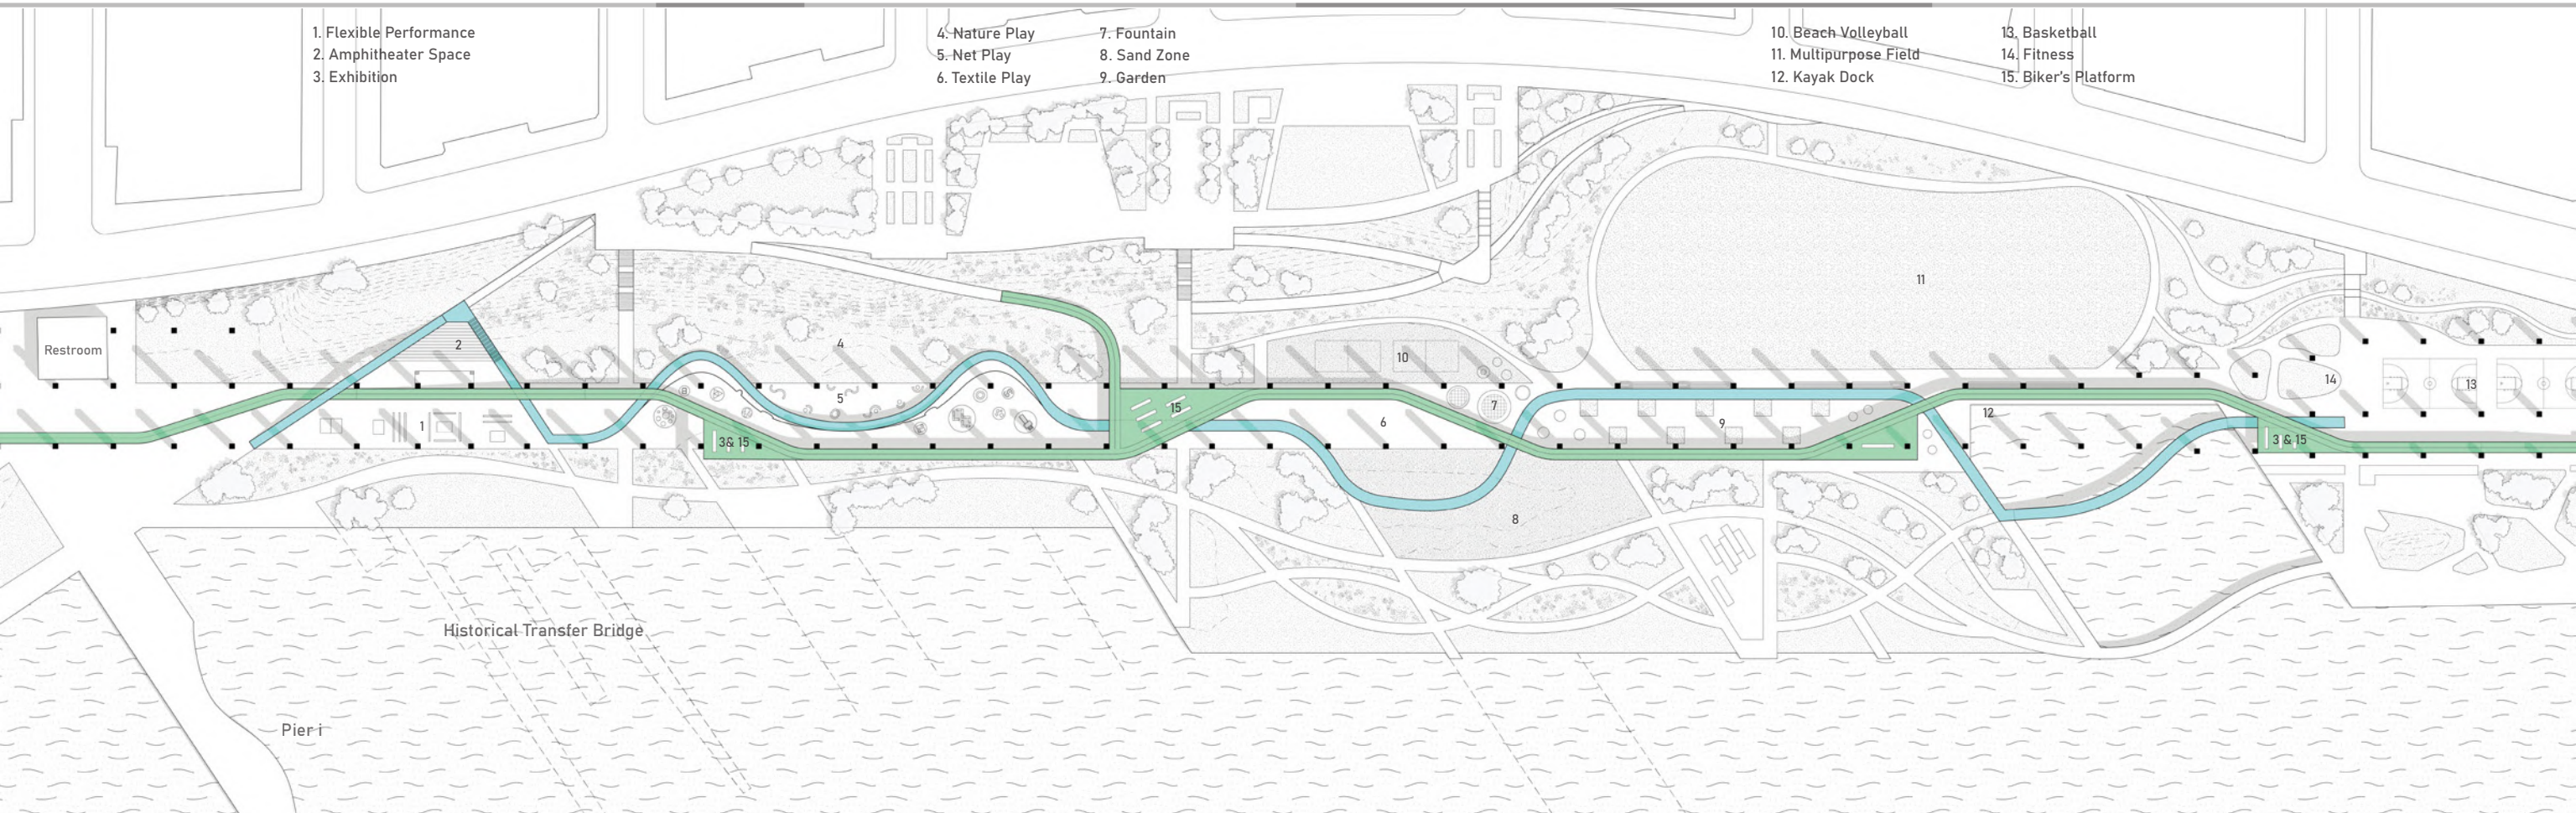 1. Flexible Performance
2. Amphitheater Space
3. Exhibition
4. Nature Play
5. Net Play
6. Textile Play
7. Fountain
8. Sand Zone
9. Garden
10. Beach Volleyball
11. Multipurpose Field
12. Kayak Dock
13. Basketball
14. Fitness
15. Biker's Platform
11
Restroom
2
4
10
14
13
5
15
7
12
1
3& 15
6
9
3 & 15
8
Historical Transfer Bridge
Pier i